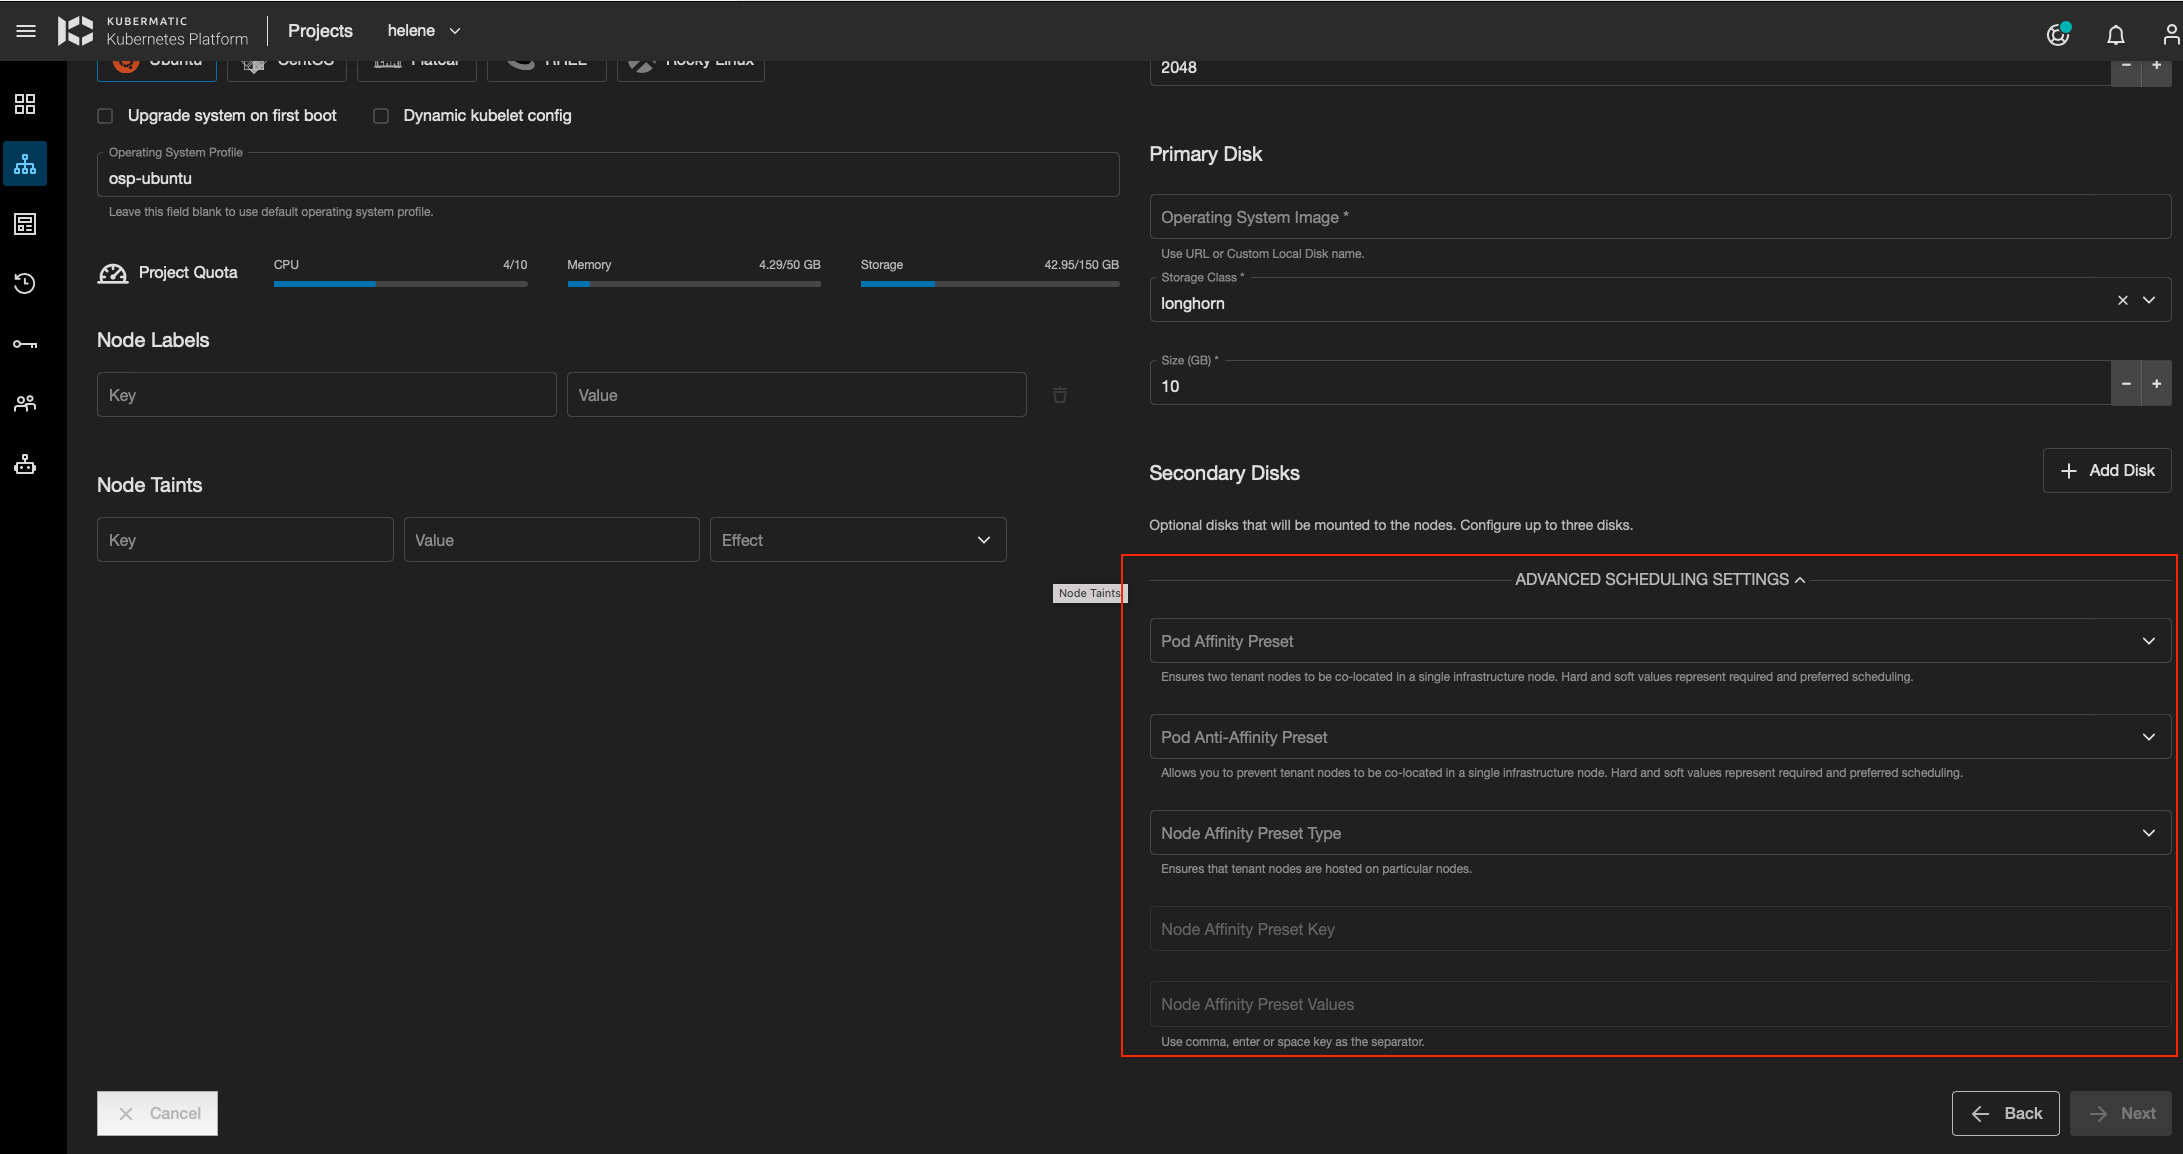 KUBERMATIC
Kubernetes Platform
Projects
helene
Ubuntu
CentOS
Flatcar
RHEL
Rocky Linux
Upgrade system on first boot
Dynamic kubelet config
Operating System Profile
osp-ubuntu
Leave this field blank to use default operating system profile.
Project Quota
CPU
4/10
Memory
4.29/50 GB
Storage
42.95/150 GB
Node Labels
Key
Value
Node Taints
Key
Value
Effect
Node Taints
Cancel
2048
Primary Disk
Operating System Image *
Use URL or Custom Local Disk name.
Storage Class *
longhorn
Size (GB) *
10
Secondary Disks
Add Disk
Optional disks that will be mounted to the nodes. Configure up to three disks.
ADVANCED SCHEDULING SETTINGS
Pod Affinity Preset
Ensures two tenant nodes to be co-located in a single infrastructure node. Hard and soft values represent required and preferred scheduling.
Pod Anti-Affinity Preset
Allows you to prevent tenant nodes to be co-located in a single infrastructure node. Hard and soft values represent required and preferred scheduling.
Node Affinity Preset Type
Ensures that tenant nodes are hosted on particular nodes.
Node Affinity Preset Key
Node Affinity Preset Values
Use comma, enter or space key as the separator.
Back
Next